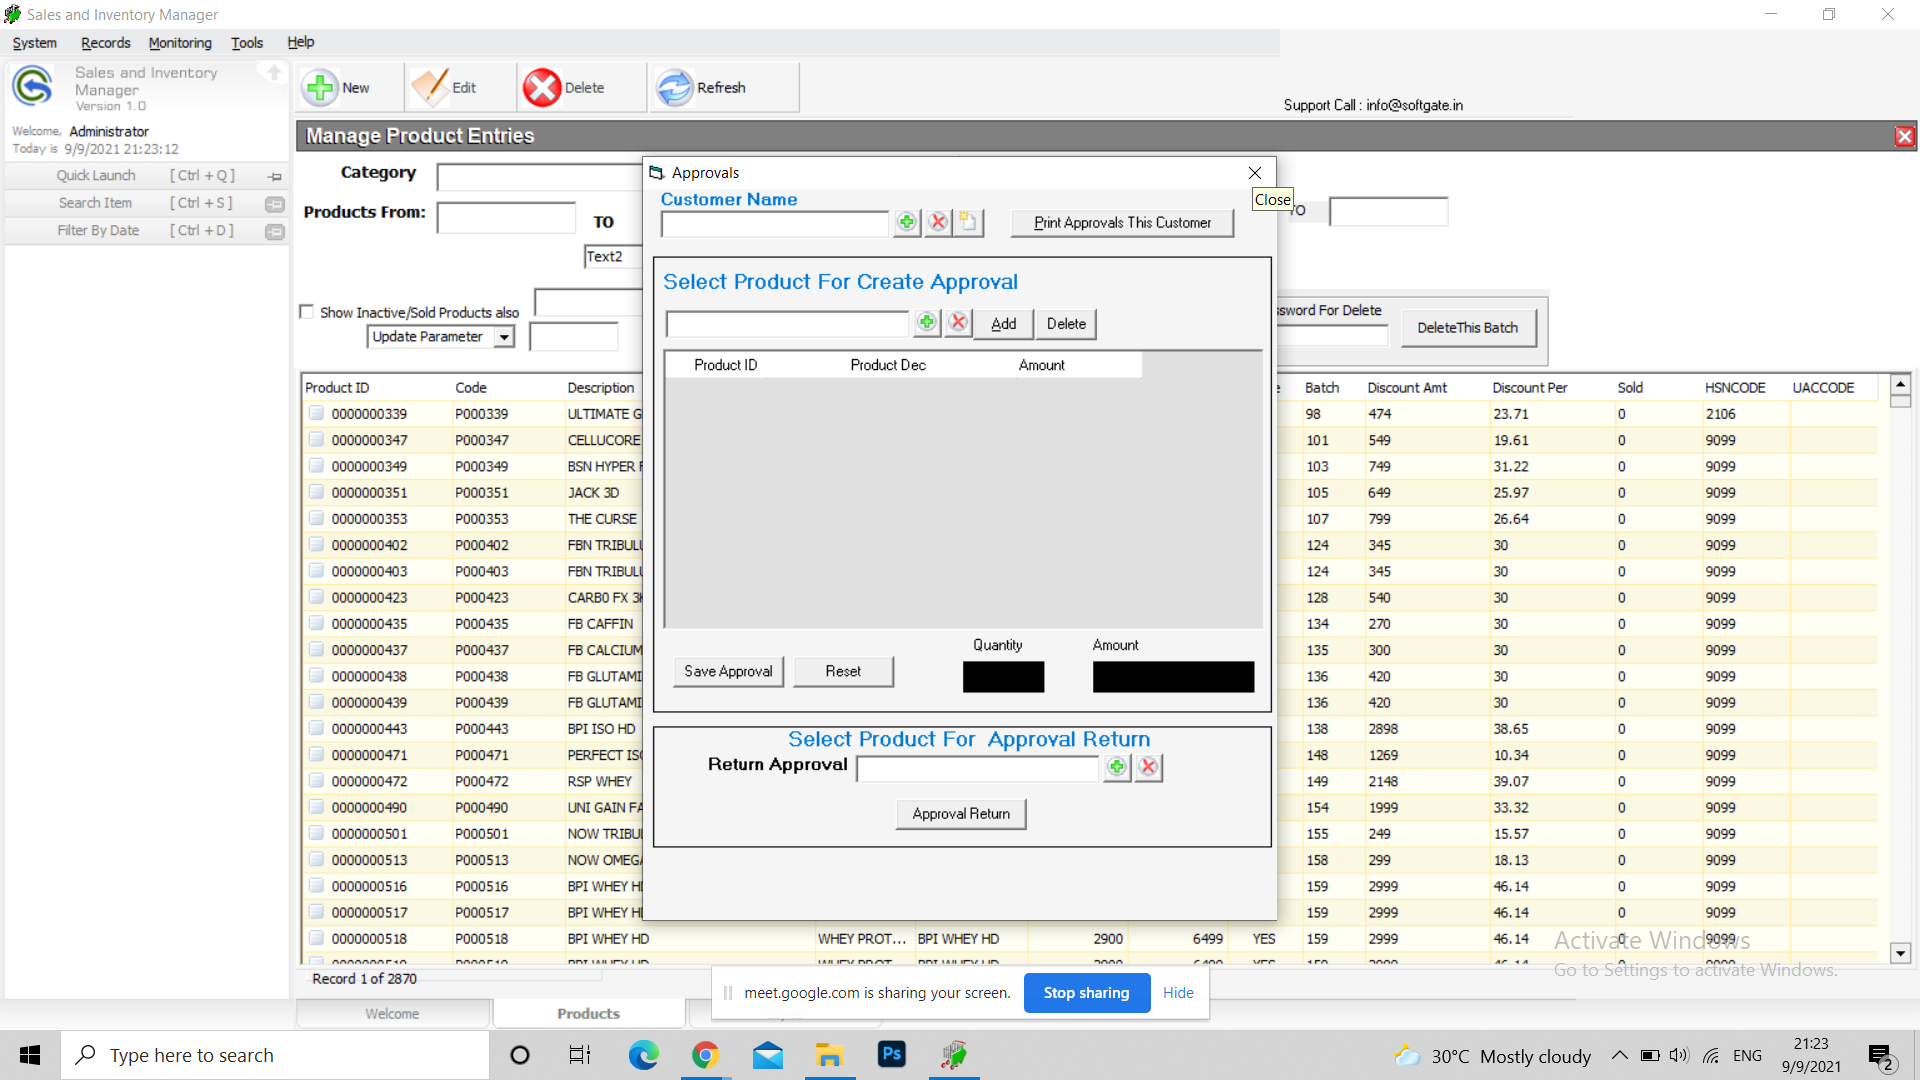 Sales and Inventory Manager
System Records Monitoring Tools Help
Sales and Inventory
Manager
Version 1.0
Welcome, Administrator
Today is 9/9/2021 21:23:12
Quick Launch [ Ctrl + Q ]
Search Item [ Ctrl + S ]
Filter By Date [ Ctrl + D ]
New Edit Delete Refresh
Support Call : info@softgate.in
Manage Product Entries
Category
Products From: TO
Text2
Show Inactive/Sold Products also
Update Parameter
TO
sword For Delete
DeleteThis Batch
Approvals
Close
Customer Name
Print Approvals This Customer
Select Product For Create Approval
Add Delete
Product ID Product Dec Amount
Quantity Amount
Save Approval Reset
Select Product For Approval Return
Return Approval
Approval Return
Product ID Code Description Batch Discount Amt Discount Per Sold HSNCODE UACCODE
0000000339 P000339 ULTIMATE G 98 474 23.71 0 2106
0000000347 P000347 CELLUCORE 101 549 19.61 0 9099
0000000349 P000349 BSN HYPER F 103 749 31.22 0 9099
0000000351 P000351 JACK 3D 105 649 25.97 0 9099
0000000353 P000353 THE CURSE 107 799 26.64 0 9099
0000000402 P000402 FBN TRIBULU 124 345 30 0 9099
0000000403 P000403 FBN TRIBULU 124 345 30 0 9099
0000000423 P000423 CARB0 FX 3K 128 540 30 0 9099
0000000435 P000435 FB CAFFIN 134 270 30 0 9099
0000000437 P000437 FB CALCIUM 135 300 30 0 9099
0000000438 P000438 FB GLUTAMI 136 420 30 0 9099
0000000439 P000439 FB GLUTAMI 136 420 30 0 9099
0000000443 P000443 BPI ISO HD 138 2898 38.65 0 9099
0000000471 P000471 PERFECT ISO 148 1269 10.34 0 9099
0000000472 P000472 RSP WHEY 149 2148 39.07 0 9099
0000000490 P000490 UNI GAIN FA 154 1999 33.32 0 9099
0000000501 P000501 NOW TRIBU 155 249 15.57 0 9099
0000000513 P000513 NOW OMEGA 158 299 18.13 0 9099
0000000516 P000516 BPI WHEY H 159 2999 46.14 0 9099
0000000517 P000517 BPI WHEY H 159 2999 46.14 0 9099
0000000518 P000518 BPI WHEY HD WHEY PROT... BPI WHEY HD 2900 6499 YES 159 2999 46.14 0 9099
Activate Windows
Go to Settings to activate Windows.
Record 1 of 2870
meet.google.com is sharing your screen. Stop sharing Hide
Welcome Products
Type here to search
Ps
30°C Mostly cloudy
ENG
21:23
9/9/2021
2